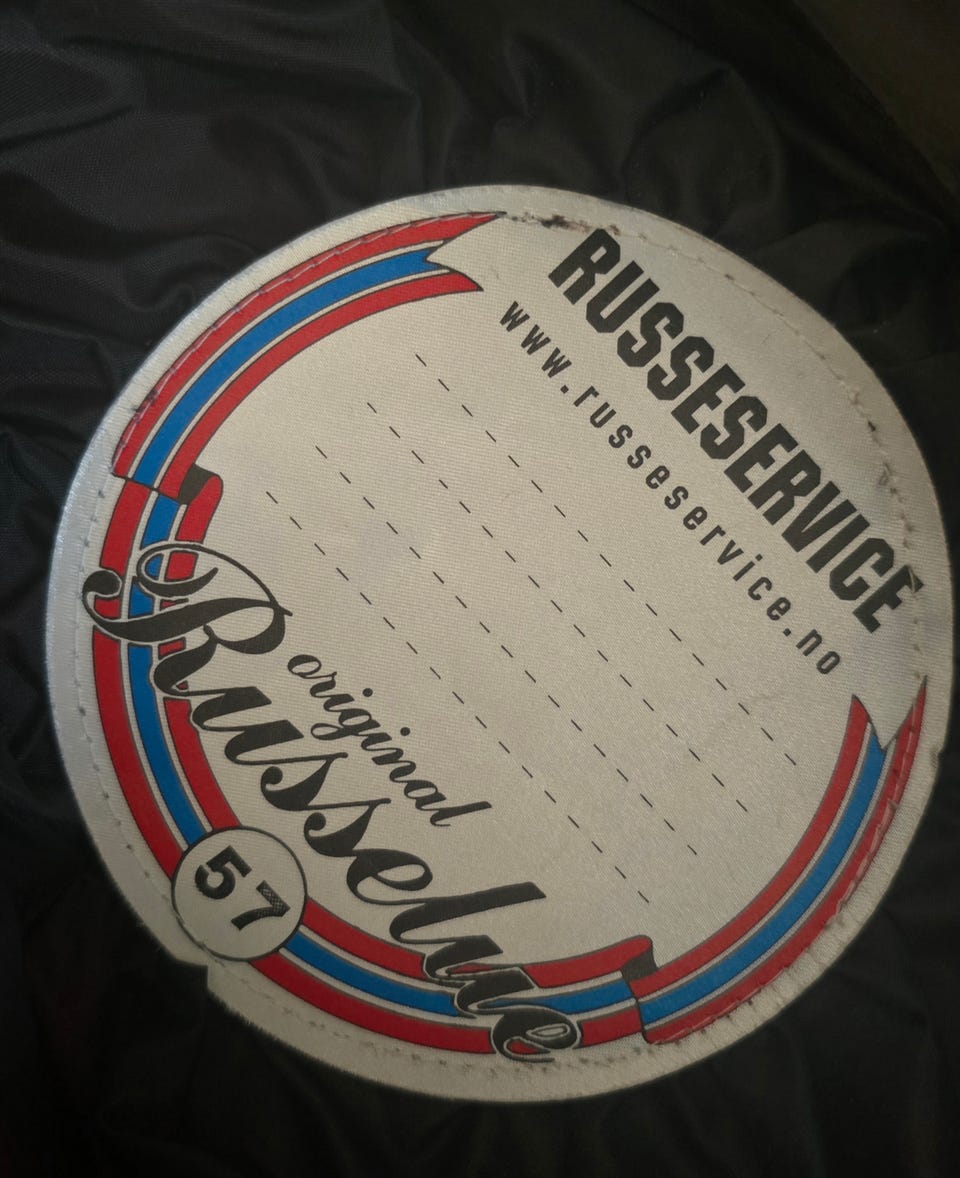 RUSSESERVICE
www.russeservice.no
original
Russelue
57